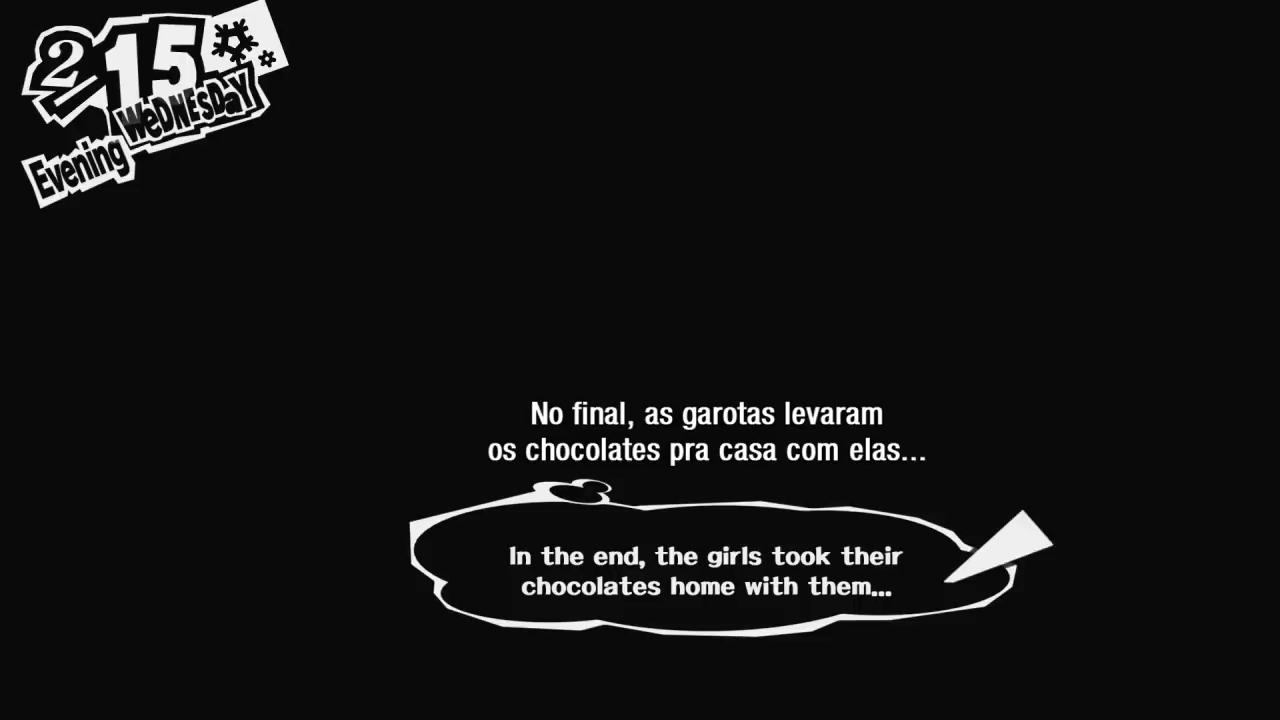 2/15
WeDNESDaY
Evening
No final, as garotas levaram
os chocolates pra casa com elas...
In the end, the girls took their
chocolates home with them...